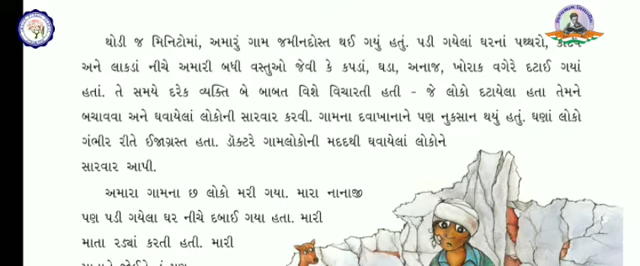 થોડી જ મિનિટોમાં, અમારું ગામ જમીનદોસ્ત થઈ ગયું હતું. પડી ગયેલાં ઘરનાં પથ્થરો,
અને લાકડાં નીચે અમારી બધી વસ્તુઓ જેવી કે કપડાં, ઘડા, અનાજ, ખોરાક વગેરે દટાઈ ગયાં
હતાં. તે સમયે દરેક વ્યક્તિ બે બાબત વિશે વિચારતી હતી - જે લોકો દટાયેલા હતા તેમને
બચાવવા અને ઘવાયેલાં લોકોની સારવાર કરવી. ગામના દવાખાનાને પણ નુકસાન થયું હતું. ઘણાં લોકો
ગંભીર રીતે ઈજાગ્રસ્ત હતા. ડૉક્ટરે ગામલોકોની મદદથી ઘવાયેલાં લોકોને
સારવાર આપી.
અમારા ગામના છ લોકો મરી ગયા. મારા નાનાજી
પણ પડી ગયેલા ઘર નીચે દબાઈ ગયા હતા. મારી
માતા રડ્યાં કરતી હતી. મારી